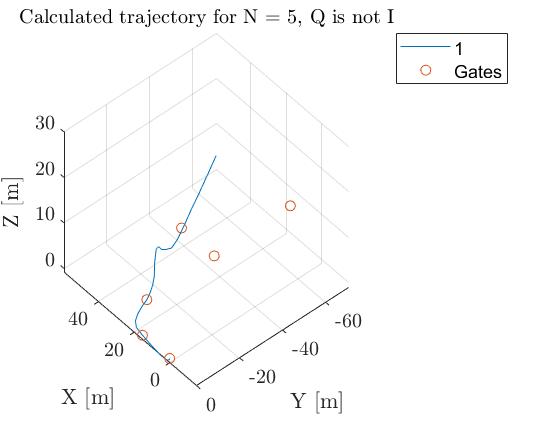 Calculated trajectory for N = 5, Q is not I
1
Gates
30
20
10
0
Z [m]
40
20
0
X [m]
-60
-40
-20
0
Y [m]